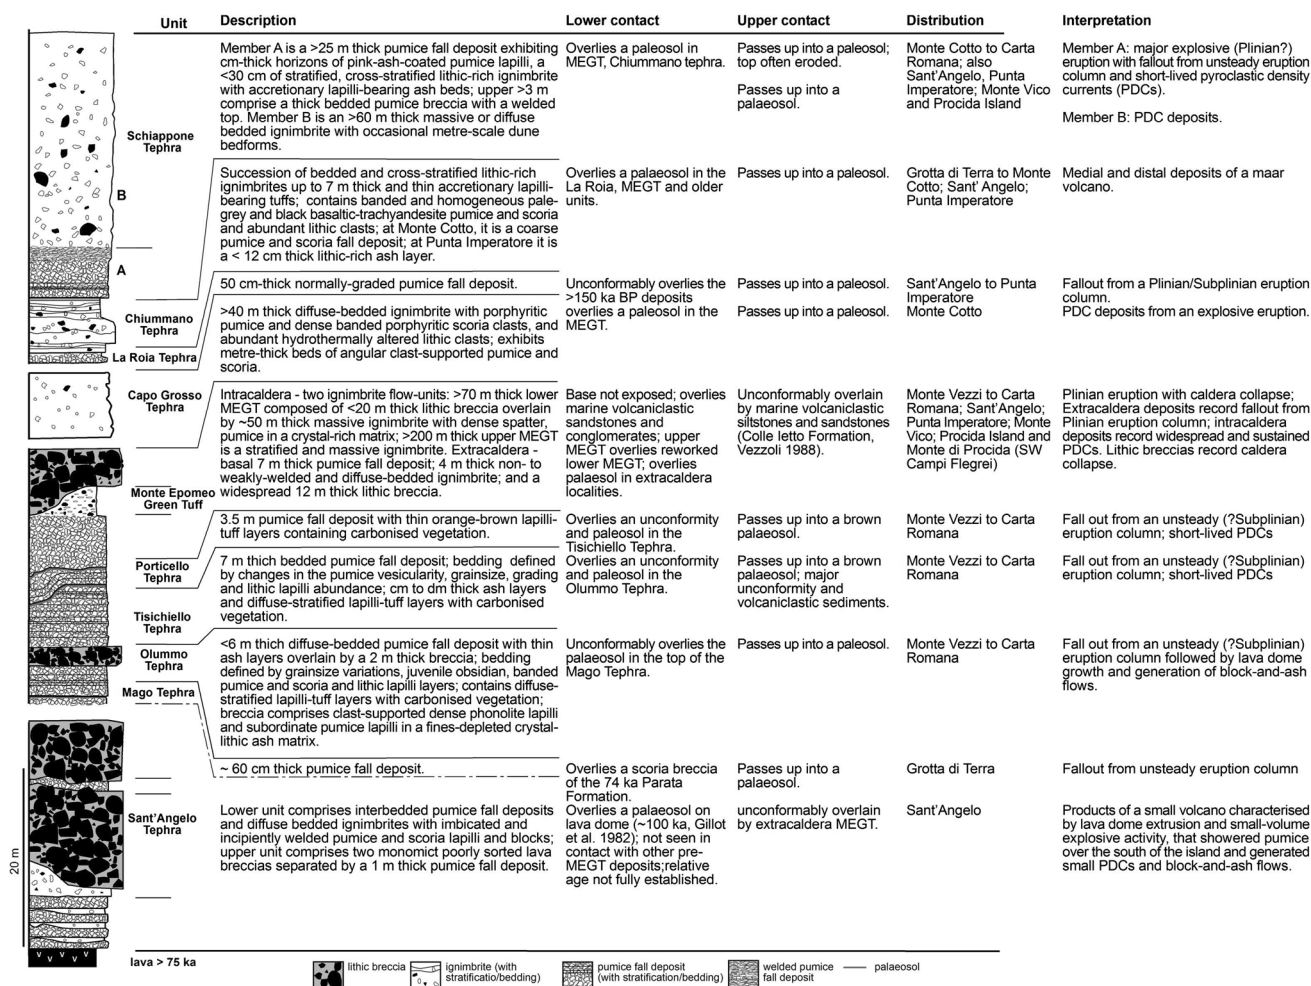 Unit
Description
Lower contact
Upper contact
Distribution
Interpretation
Schiappone
Tephra
B
A
Member A is a >25 m thick pumice fall deposit exhibiting
cm-thick horizons of pink-ash-coated pumice lapilli, a
<30 cm of stratified, cross-stratified lithic-rich ignimbrite
with accretionary lapilli-bearing ash beds; upper >3 m
comprise a thick bedded pumice breccia with a welded
top. Member B is an >60 m thick massive or diffuse
bedded ignimbrite with occasional metre-scale dune
bedforms.
Overlies a paleosol in
MEGT, Chiummano tephra.
Passes up into a paleosol;
top often eroded.
Passes up into a
palaeosol.
Monte Cotto to Carta
Romana; also
Sant'Angelo, Punta
Imperatore; Monte Vico
and Procida Island
Member A: major explosive (Plinian?)
eruption with fallout from unsteady eruption
column and short-lived pyroclastic density
currents (PDCs).
Member B: PDC deposits.
Chiummano
Tephra
Succession of bedded and cross-stratified lithic-rich
ignimbrites up to 7 m thick and thin accretionary lapilli-
bearing tuffs;  contains banded and homogeneous pale-
grey and black basaltic-trachyandesite pumice and scoria
and abundant lithic clasts; at Monte Cotto, it is a coarse
pumice and scoria fall deposit; at Punta Imperatore it is
a < 12 cm thick lithic-rich ash layer.
Overlies a palaeosol in the
La Roia, MEGT and older
units.
Passes up into a paleosol.
Grotta di Terra to Monte
Cotto; Sant' Angelo;
Punta Imperatore
Medial and distal deposits of a maar
volcano.
La Roia Tephra
50 cm-thick normally-graded pumice fall deposit.
Unconformably overlies the
>150 ka BP deposits
Passes up into a paleosol.
Sant'Angelo to Punta
Imperatore
Fallout from a Plinian/Subplinian eruption
column.
Capo Grosso
Tephra
>40 m thick diffuse-bedded ignimbrite with porphyritic
pumice and dense banded porphyritic scoria clasts, and
abundant hydrothermally altered lithic clasts; exhibits
metre-thick beds of angular clast-supported pumice and
scoria.
overlies a paleosol in the
MEGT.
Passes up into a paleosol.
Monte Cotto
PDC deposits from an explosive eruption.
Monte Epomeo
Green Tuff
Intracaldera - two ignimbrite flow-units: >70 m thick lower
MEGT composed of <20 m thick lithic breccia overlain
by ~50 m thick massive ignimbrite with dense spatter,
pumice in a crystal-rich matrix; >200 m thick upper MEGT
is a stratified and massive ignimbrite. Extracaldera -
basal 7 m thick pumice fall deposit; 4 m thick non- to
weakly-welded and diffuse-bedded ignimbrite; and a
widespread 12 m thick lithic breccia.
Base not exposed; overlies
marine volcaniclastic
sandstones and
conglomerates; upper
MEGT overlies reworked
lower MEGT; overlies
palaesol in extracaldera
localities.
Unconformably overlain
by marine volcaniclastic
siltstones and sandstones
(Colle Ietto Formation,
Vezzoli 1988).
Monte Vezzi to Carta
Romana; Sant'Angelo;
Punta Imperatore; Monte
Vico; Procida Island and
Monte di Procida (SW
Campi Flegrei)
Plinian eruption with caldera collapse;
Extracaldera deposits record fallout from
Plinian eruption column; intracaldera
deposits record widespread and sustained
PDCs. Lithic breccias record caldera
collapse.
Porticello
Tephra
3.5 m pumice fall deposit with thin orange-brown lapilli-
tuff layers containing carbonised vegetation.
Overlies an unconformity
and paleosol in the
Tisichiello Tephra.
Passes up into a brown
palaeosol.
Monte Vezzi to Carta
Romana
Fall out from an unsteady (?Subplinian)
eruption column; short-lived PDCs
Tisichiello
Tephra
7 m thich bedded pumice fall deposit; bedding  defined
by changes in the pumice vesicularity, grainsize, grading
and lithic lapilli abundance; cm to dm thick ash layers
and diffuse-stratified lapilli-tuff layers with carbonised
vegetation.
Overlies an unconformity
and paleosol in the
Olummo Tephra.
Passes up into a brown
palaeosol; major
unconformity and
volcaniclastic sediments.
Monte Vezzi to Carta
Romana
Fall out from an unsteady (?Subplinian)
eruption column; short-lived PDCs
Olummo
Tephra
<6 m thich diffuse-bedded pumice fall deposit with thin
ash layers overlain by a 2 m thick breccia; bedding
defined by grainsize variations, juvenile obsidian, banded
pumice and scoria and lithic lapilli layers; contains diffuse-
stratified lapilli-tuff layers with carbonised vegetation;
breccia comprises clast-supported dense phonolite lapilli
and subordinate pumice lapilli in a fines-depleted crystal-
lithic ash matrix.
Unconformably overlies the
palaeosol in the top of the
Mago Tephra.
Passes up into a paleosol.
Monte Vezzi to Carta
Romana
Fall out from an unsteady (?Subplinian)
eruption column followed by lava dome
growth and generation of block-and-ash
flows.
Mago Tephra
~ 60 cm thick pumice fall deposit.
Overlies a scoria breccia
of the 74 ka Parata
Formation.
Passes up into a
palaeosol.
Grotta di Terra
Fallout from unsteady eruption column
Sant'Angelo
Tephra
Lower unit comprises interbedded pumice fall deposits
and diffuse bedded ignimbrites with imbicated and
incipiently welded pumice and scoria lapilli and blocks;
upper unit comprises two monomict poorly sorted lava
breccias separated by a 1 m thick pumice fall deposit.
Overlies a palaeosol on
lava dome (~100 ka, Gillot
et al. 1982); not seen in
contact with other pre-
MEGT deposits;relative
age not fully established.
unconformably overlain
by extracaldera MEGT.
Sant'Angelo
Products of a small volcano characterised
by lava dome extrusion and small-volume
explosive activity, that showered pumice
over the south of the island and generated
small PDCs and block-and-ash flows.
20 m
v v v v
lava > 75 ka
lithic breccia
ignimbrite (with
stratificatio/bedding)
pumice fall deposit
(with stratification/bedding)
welded pumice
fall deposit
palaeosol